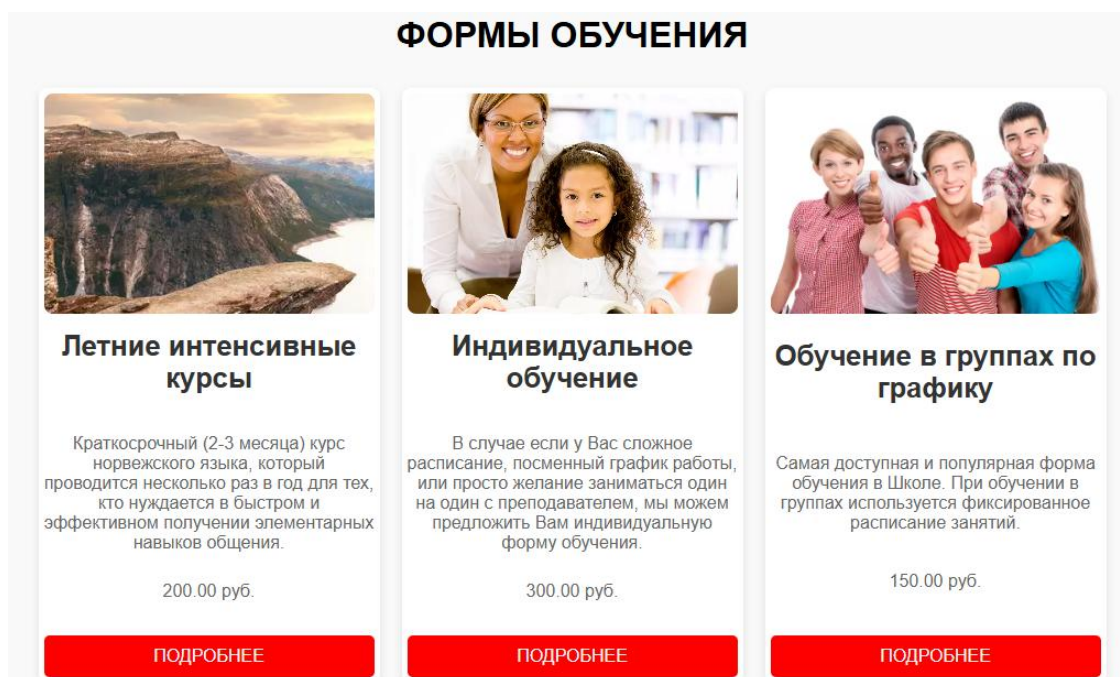 ФОРМЫ ОБУЧЕНИЯ
Летние интенсивные
курсы
Краткосрочный (2-3 месяца) курс
норвежского языка, который
проводится несколько раз в год для тех,
кто нуждается в быстром и
эффективном получении элементарных
навыков общения.
200.00 руб.
ПОДРОБНЕЕ
Индивидуальное
обучение
В случае если у Вас сложное
расписание, посменный график работы,
или просто желание заниматься один
на один с преподавателем, мы можем
предложить Вам индивидуальную
форму обучения.
300.00 руб.
ПОДРОБНЕЕ
Обучение в группах по
графику
Самая доступная и популярная форма
обучения в Школе. При обучении в
группах используется фиксированное
расписание занятий.
150.00 руб.
ПОДРОБНЕЕ